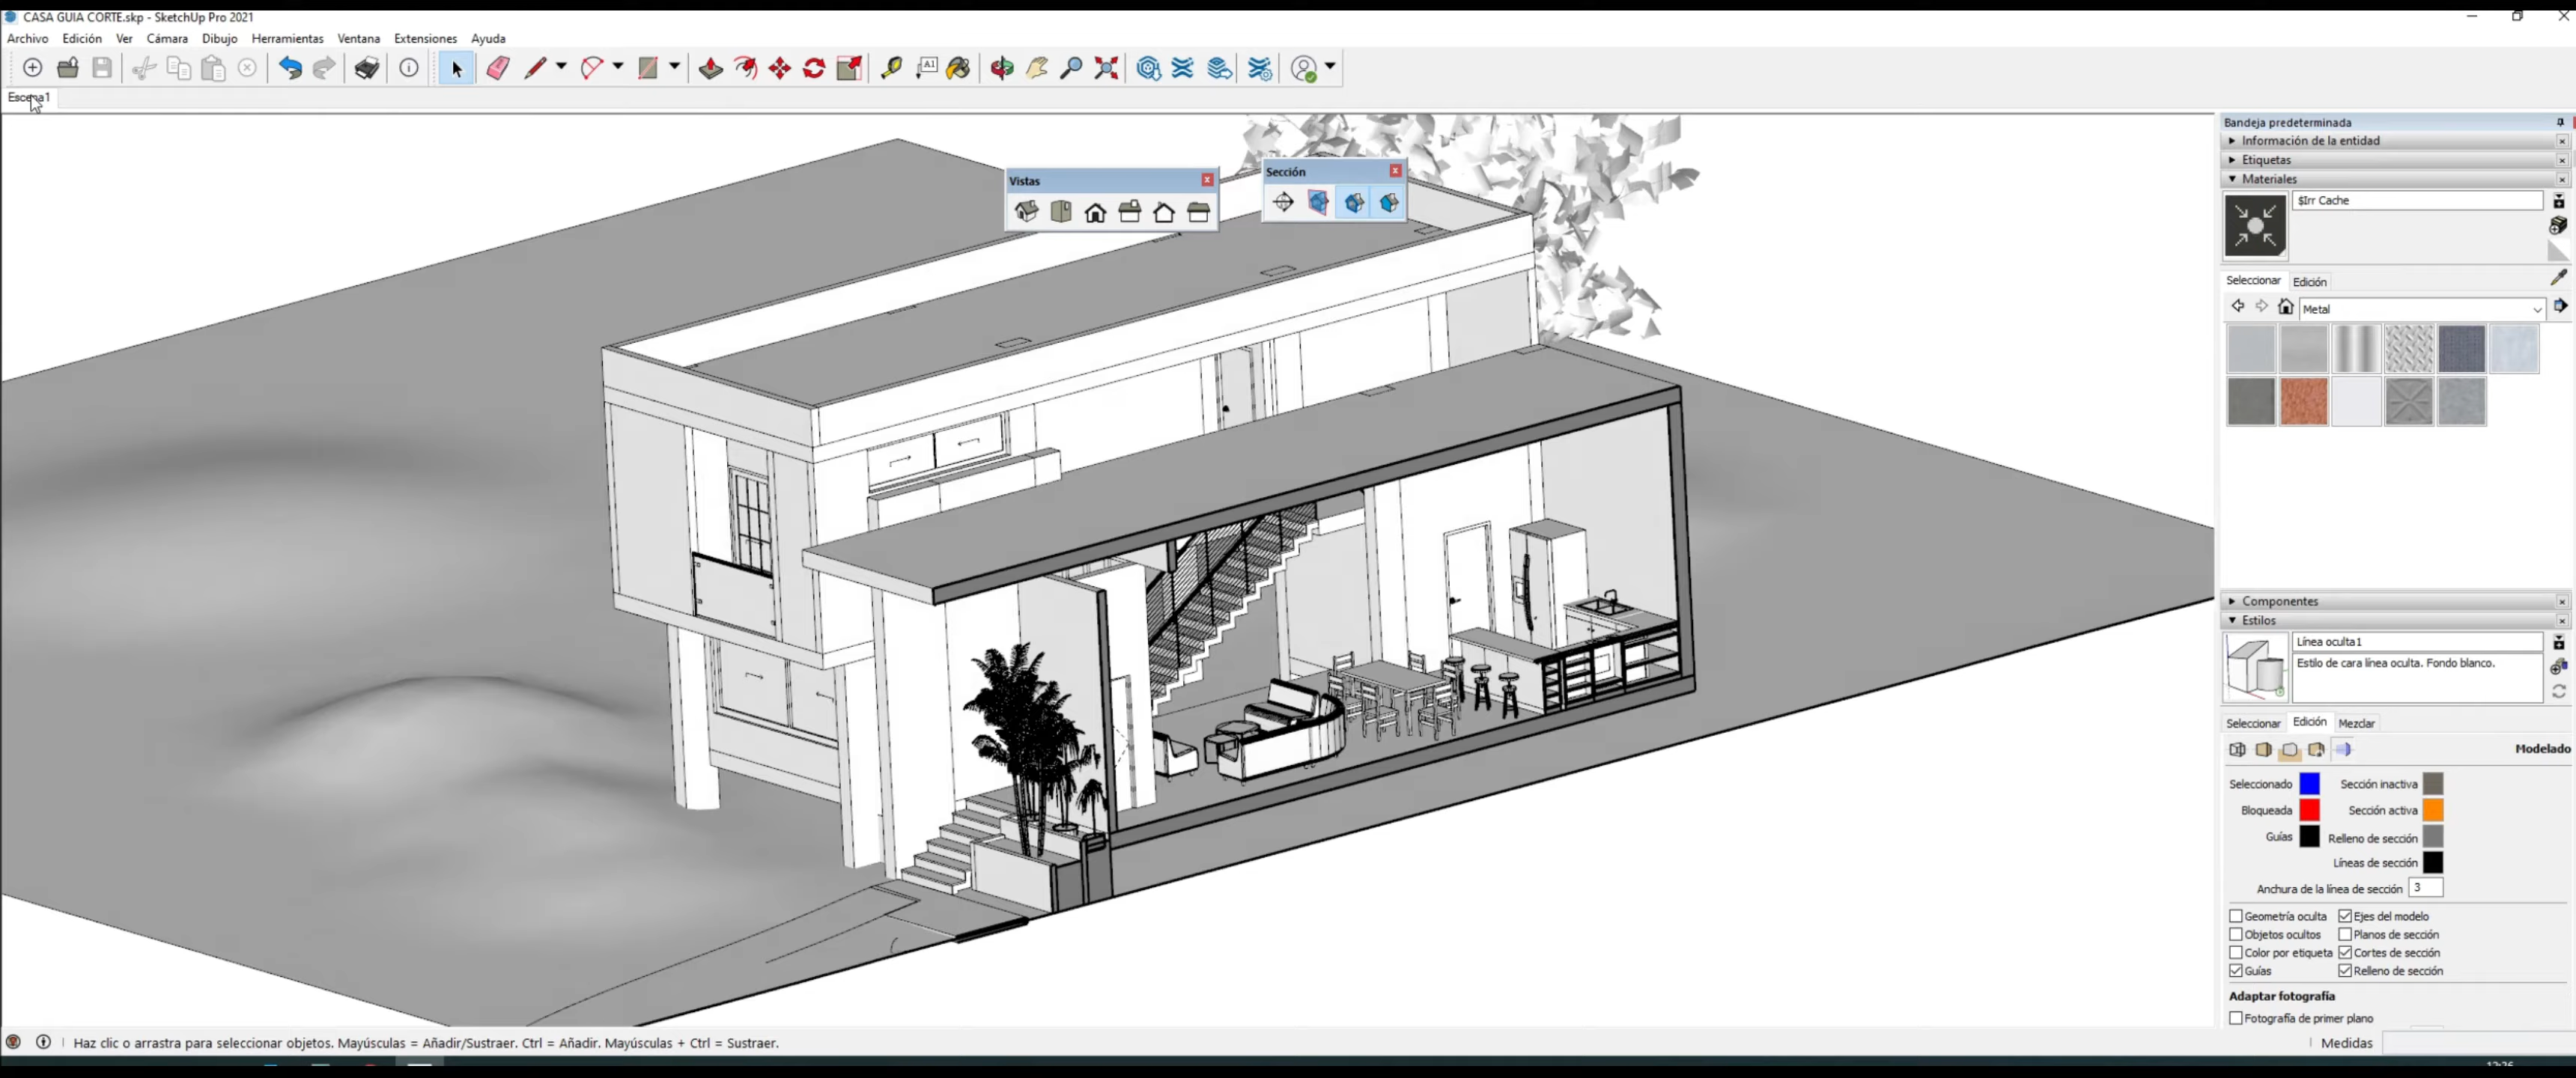 CASA GUIA CORTE.skp - SketchUp Pro 2021
Archivo Edición Ver Cámara Dibujo Herramientas Ventana Extensiones Ayuda
A1
Vistas
Sección
Bandeja predeterminada
Información de la entidad
Etiquetas
Materiales
$Irr Cache
Seleccionar Edición
Metal
Componentes
Estilos
Línea oculta1
Estilo de cara línea oculta. Fondo blanco.
Seleccionar Edición Mezclar
Modelado
Seleccionado Sección inactiva
Bloqueada Sección activa
Guías Relleno de sección
Líneas de sección
Anchura de la línea de sección 3
Geometría oculta Ejes del modelo
Objetos ocultos Planos de sección
Color por etiqueta Cortes de sección
Guías Relleno de sección
Adaptar fotografía
Fotografía de primer plano
Haz clic o arrastra para seleccionar objetos. Mayúsculas = Añadir/Sustraer. Ctrl = Añadir. Mayúsculas + Ctrl = Sustraer.
Medidas